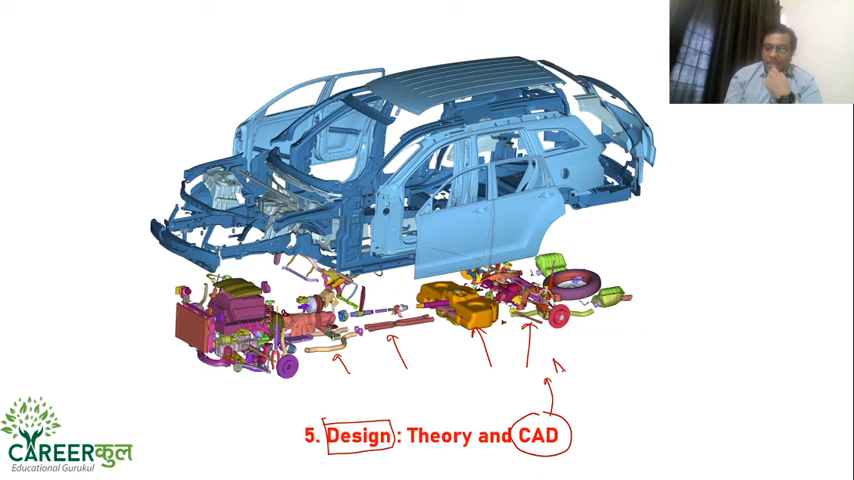 5. Design : Theory and CAD
CAREERकुल
Educational Gurukul